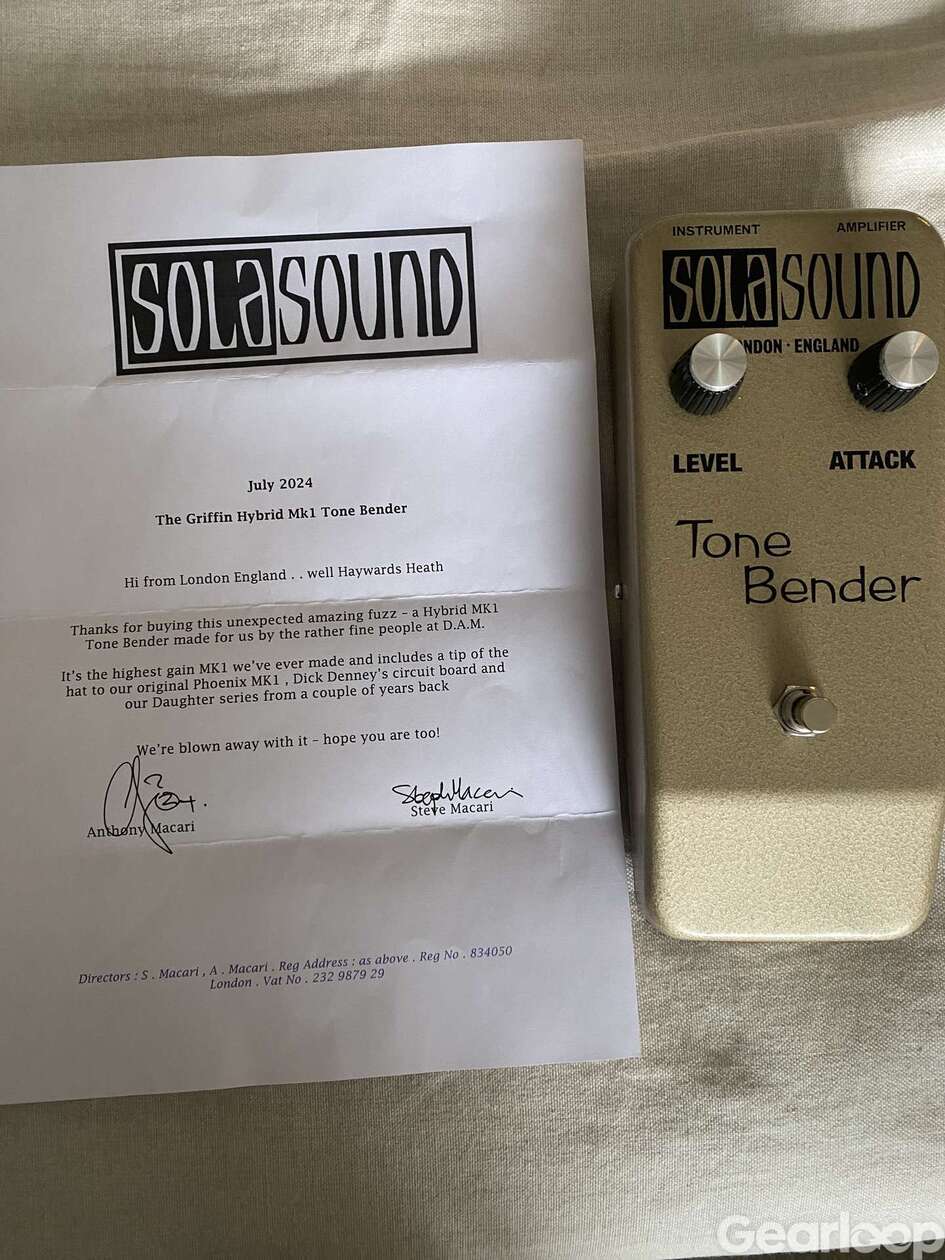 SOLASOUND
July 2024
The Griffin Hybrid Mk1 Tone Bender
Hi from London England . . well Haywards Heath
Thanks for buying this unexpected amazing fuzz – a Hybrid MK1
Tone Bender made for us by the rather fine people at D.A.M.
It's the highest gain MK1 we've ever made and includes a tip of the
hat to our original Phoenix MK1 , Dick Denney's circuit board and
our Daughter series from a couple of years back
We're blown away with it – hope you are too!
Anthony Macari
Steve Macari
Directors : S . Macari , A . Macari . Reg Address : as above . Reg No . 834050
London . Vat No . 232 9879 29
INSTRUMENT AMPLIFIER
SOLASOUND
NDON · ENGLAND
LEVEL ATTACK
Tone
Bender
Gearloop